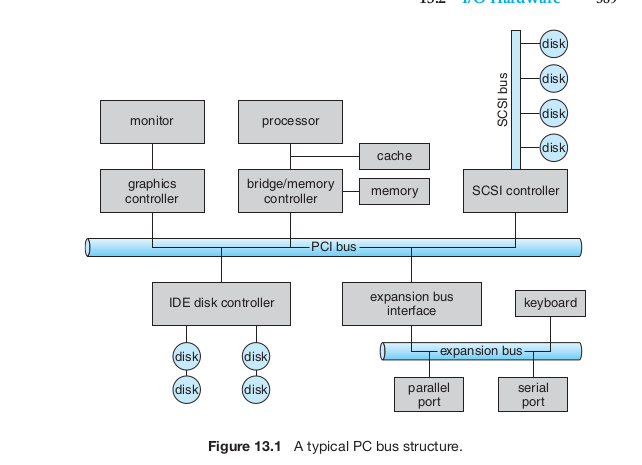 13.2 I/O Hardware 589
disk
SCSI bus
disk
monitor
processor
disk
cache
disk
graphics
controller
bridge/memory
controller
memory
SCSI controller
PCI bus
IDE disk controller
expansion bus
interface
keyboard
disk
disk
expansion bus
disk
disk
parallel
port
serial
port
Figure 13.1 A typical PC bus structure.